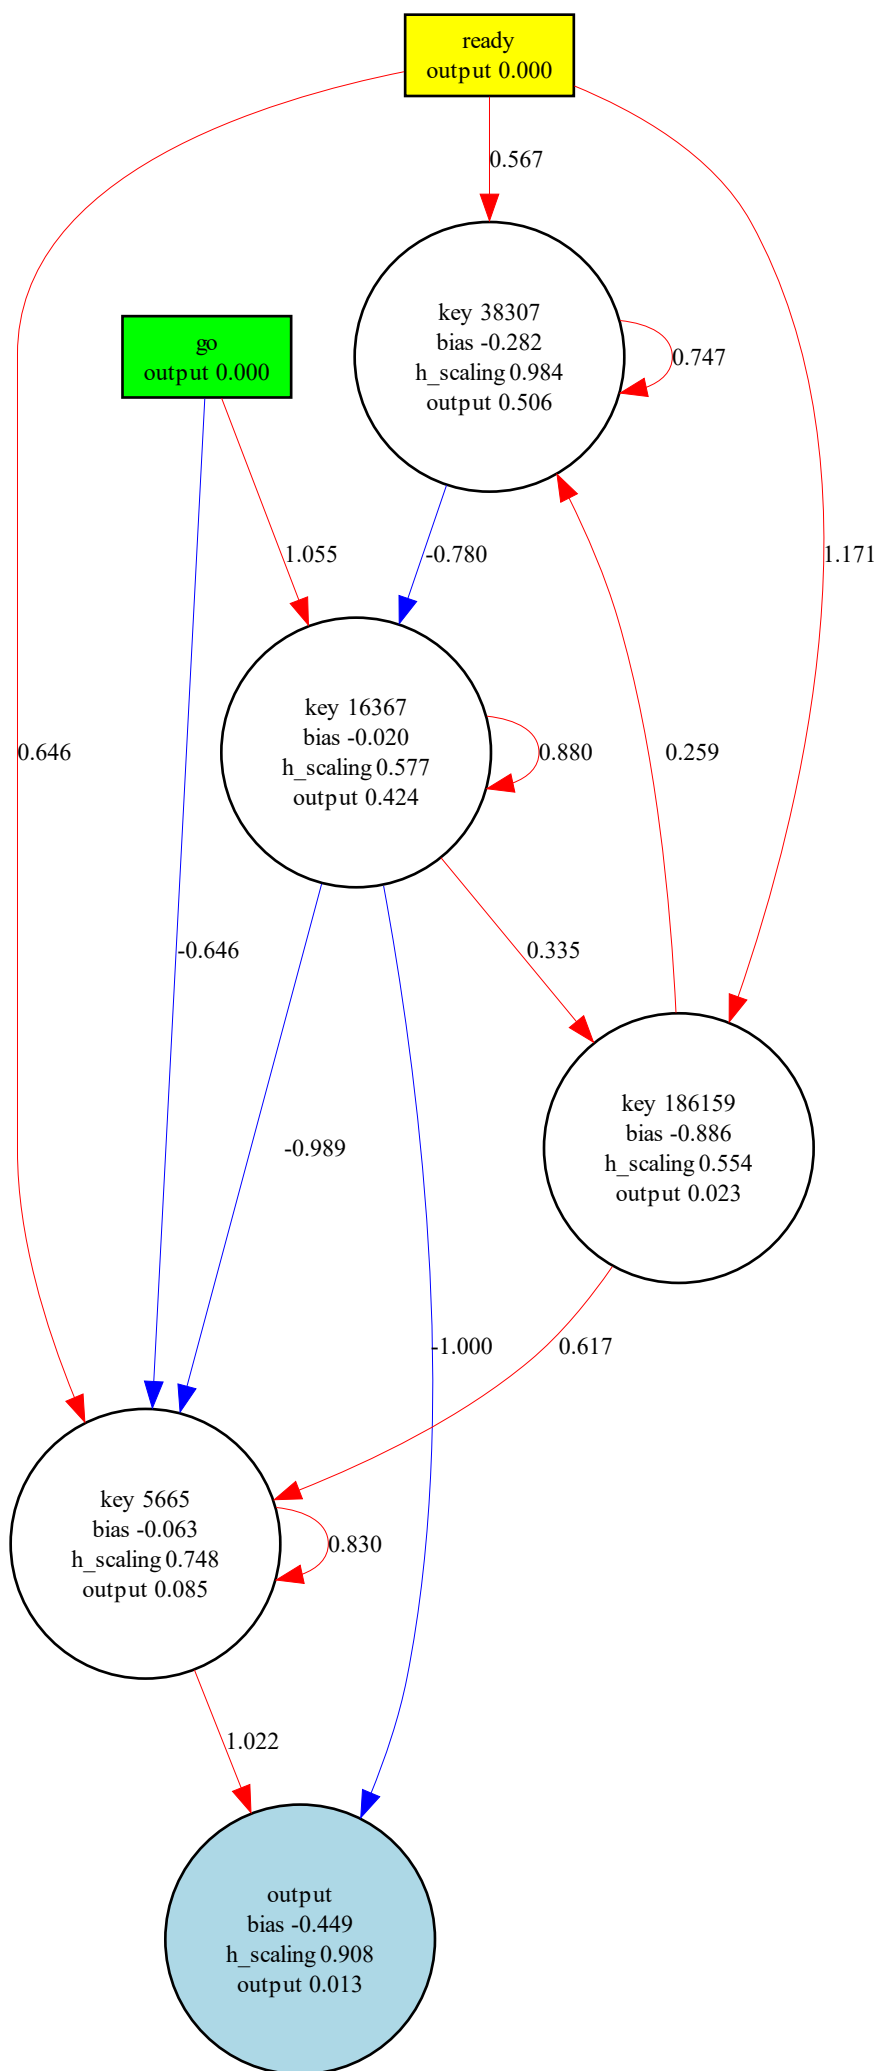 ready
output 0.000
0.567
key 38307
bias -0.282
h_scaling 0.984
output 0.506
0.747
go
output 0.000
1.055
-0.780
1.171
key 16367
bias -0.020
h_scaling 0.577
output 0.424
0.880
0.646
0.259
-0.646
0.335
-0.989
key 186159
bias -0.886
h_scaling 0.554
output 0.023
-1.000
0.617
key 5665
bias -0.063
h_scaling 0.748
output 0.085
0.830
1.022
output
bias -0.449
h_scaling 0.908
output 0.013